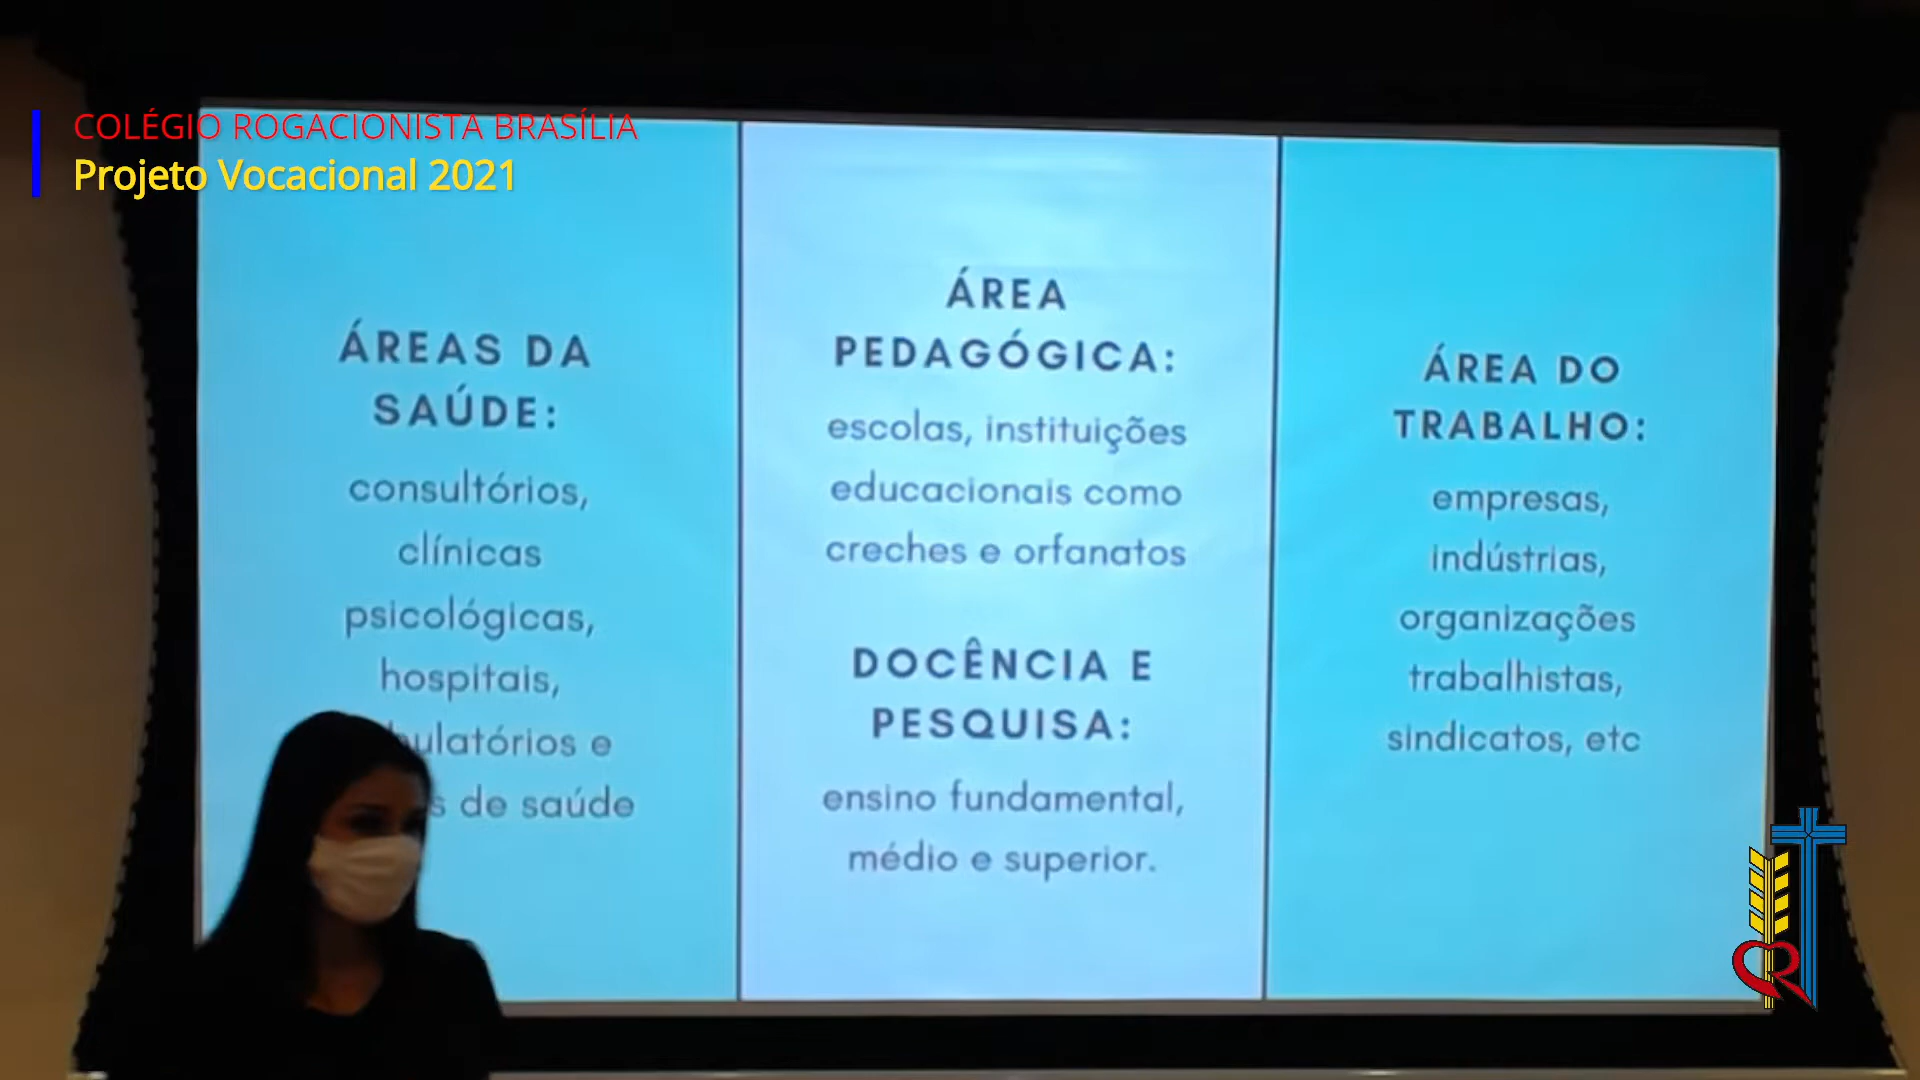 COLÉGIO ROGACIONISTA BRASÍLIA
Projeto Vocacional 2021
ÁREAS DA
SAÚDE:
consultórios,
clínicas
psicológicas,
hospitais,
e
de saúde
ÁREA
PEDAGÓGICA:
escolas, instituições
educacionais como
creches e orfanatos
DOCÊNCIA E
PESQUISA:
ensino fundamental,
médio e superior.
ÁREA DO
TRABALHO:
empresas,
indústrias,
organizações
trabalhistas,
sindicatos, etc